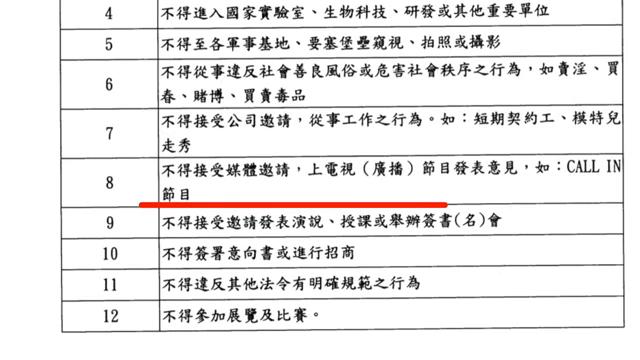 4 不得進入國家實驗室、生物科技、研發或其他重要單位
5 不得至各軍事基地、要塞堡壘窺視、拍照或攝影
6 不得從事違反社會善良風俗或危害社會秩序之行為，如賣淫、買
春、賭博、買賣毒品
7 不得接受公司邀請，從事工作之行為。如：短期契約工、模特兒
走秀
8 不得接受媒體邀請，上電視（廣播）節目發表意見，如：CALL IN
節目
9 不得接受邀請發表演說、授課或舉辦簽書(名)會
10 不得簽署意向書或進行招商
11 不得違反其他法令有明確規範之行為
12 不得參加展覽及比賽。